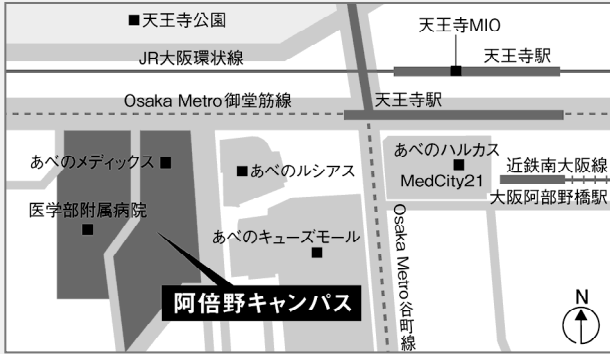 天王寺公園
天王寺MIO
JR大阪環状線
天王寺駅
Osaka Metro御堂筋線
天王寺駅
あべのメディックス
あべのルシアス
あべのハルカス
MedCity21
近鉄南大阪線
大阪阿部野橋駅
医学部附属病院
あべのキューズモール
Osaka Metro谷町線
阿倍野キャンパス
N